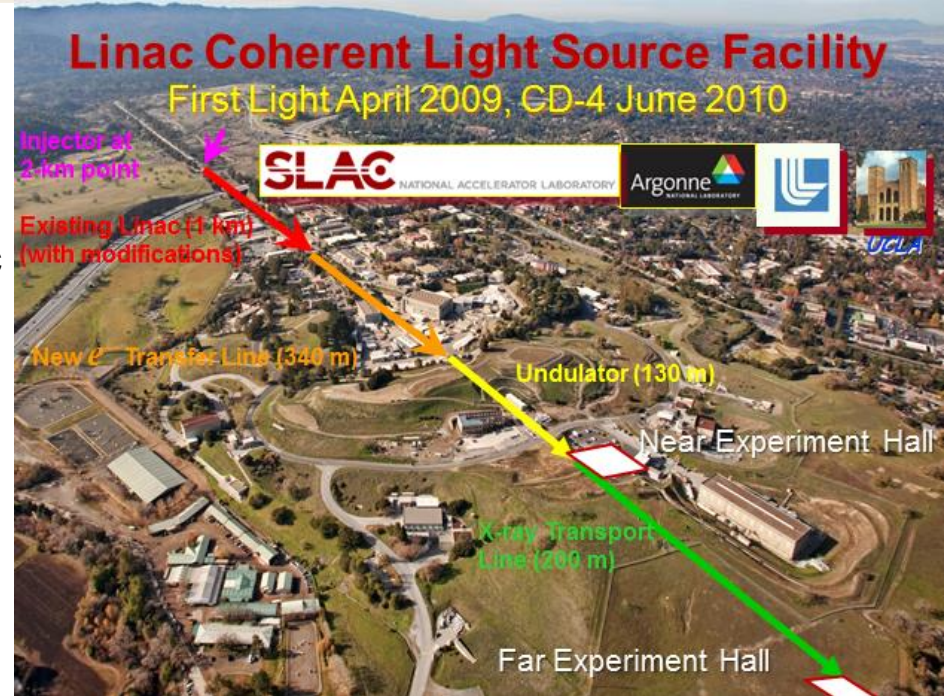 Linac Coherent Light Source Facility
First Light April 2009, CD-4 June 2010
Injector at
2-km point
SLAC NATIONAL ACCELERATOR LABORATORY
Argonne
NATIONAL LABORATORY
UCLA
Existing Linac (1 km)
(with modifications)
New e⁻ Transfer Line (340 m)
Undulator (130 m)
Near Experiment Hall
X-ray Transport
Line (200 m)
Far Experiment Hall